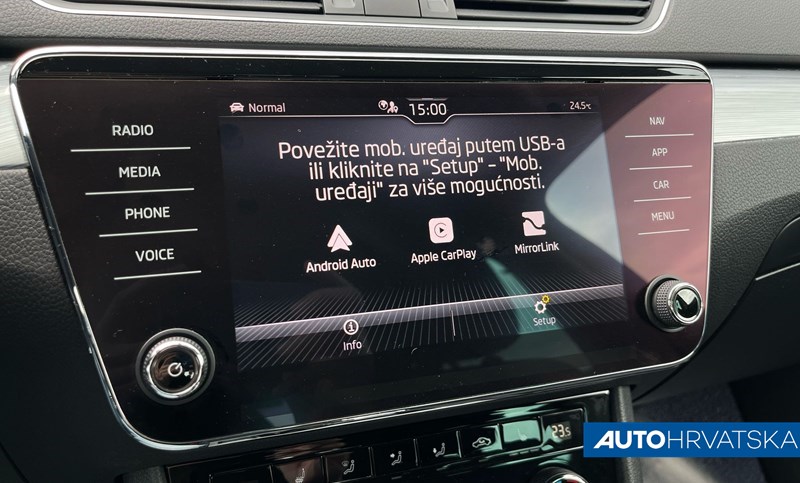 Normal
15:00
24.5°C
RADIO
MEDIA
PHONE
VOICE
NAV
APP
CAR
MENU
Povežite mob. uređaj putem USB-a
ili kliknite na "Setup" – "Mob.
uređaji" za više mogućnosti.
Android Auto
Apple CarPlay
MirrorLink
Info
Setup
23.5
AUTOHRVATSKA